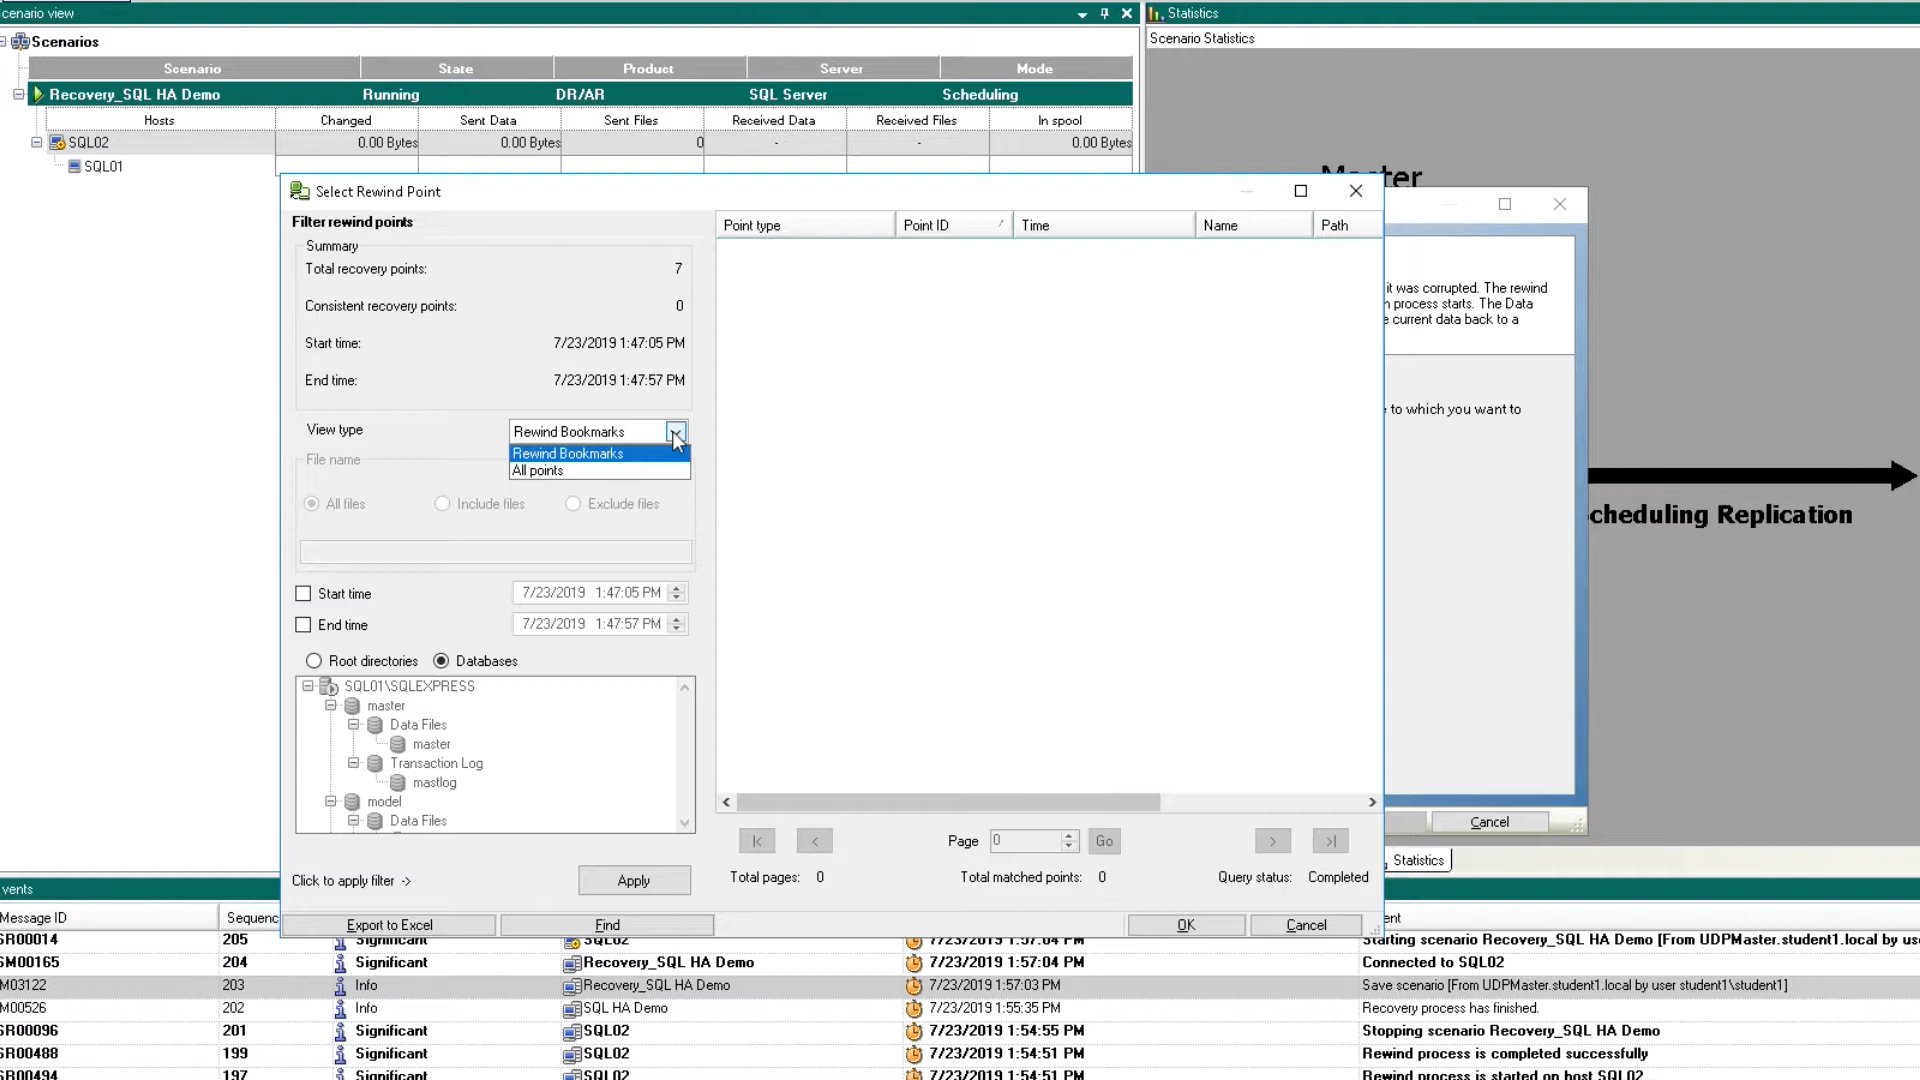 cenario view
Statistics
Scenario Statistics
Scenarios
Scenario State Product Server Mode
Recovery_SQL HA Demo Running DR/AR SQL Server Scheduling
Hosts Changed Sent Data Sent Files Received Data Received Files In spool
SQL02 0.00 Bytes 0.00 Bytes 0 - - 0.00 Bytes
SQL01
Master
Select Rewind Point
Filter rewind points
Point type Point ID Time Name Path
Summary
Total recovery points: 7
Consistent recovery points: 0
Start time: 7/23/2019 1:47:05 PM
End time: 7/23/2019 1:47:57 PM
it was corrupted. The rewind
n process starts. The Data
e current data back to a
to which you want to
View type Rewind Bookmarks
Rewind Bookmarks
All points
File name
All files Include files Exclude files
cheduling Replication
Start time 7/23/2019 1:47:05 PM
End time 7/23/2019 1:47:57 PM
Root directories Databases
SQL01\SQLEXPRESS
master
Data Files
master
Transaction Log
mastlog
model
Data Files
|< < Page 0 Go > >|
Click to apply filter -> Apply
Total pages: 0 Total matched points: 0 Query status: Completed
Export to Excel Find OK Cancel
Cancel
Statistics
vents
Message ID Sequenc ent
SR00014 205 Significant SQL02 7/23/2019 1:57:04 PM Starting scenario Recovery_SQL HA Demo [From UDPMaster.student1.local by use
SM00165 204 Significant Recovery_SQL HA Demo 7/23/2019 1:57:04 PM Connected to SQL02
M03122 203 Info Recovery_SQL HA Demo 7/23/2019 1:57:03 PM Save scenario [From UDPMaster.student1.local by user student1\student1]
M00526 202 Info SQL HA Demo 7/23/2019 1:55:35 PM Recovery process has finished.
SR00096 201 Significant SQL02 7/23/2019 1:54:55 PM Stopping scenario Recovery_SQL HA Demo
SR00488 199 Significant SQL02 7/23/2019 1:54:51 PM Rewind process is completed successfully
SR00494 197 Significant SQL02 7/23/2019 1:54:51 PM Rewind process is started on host SQL02